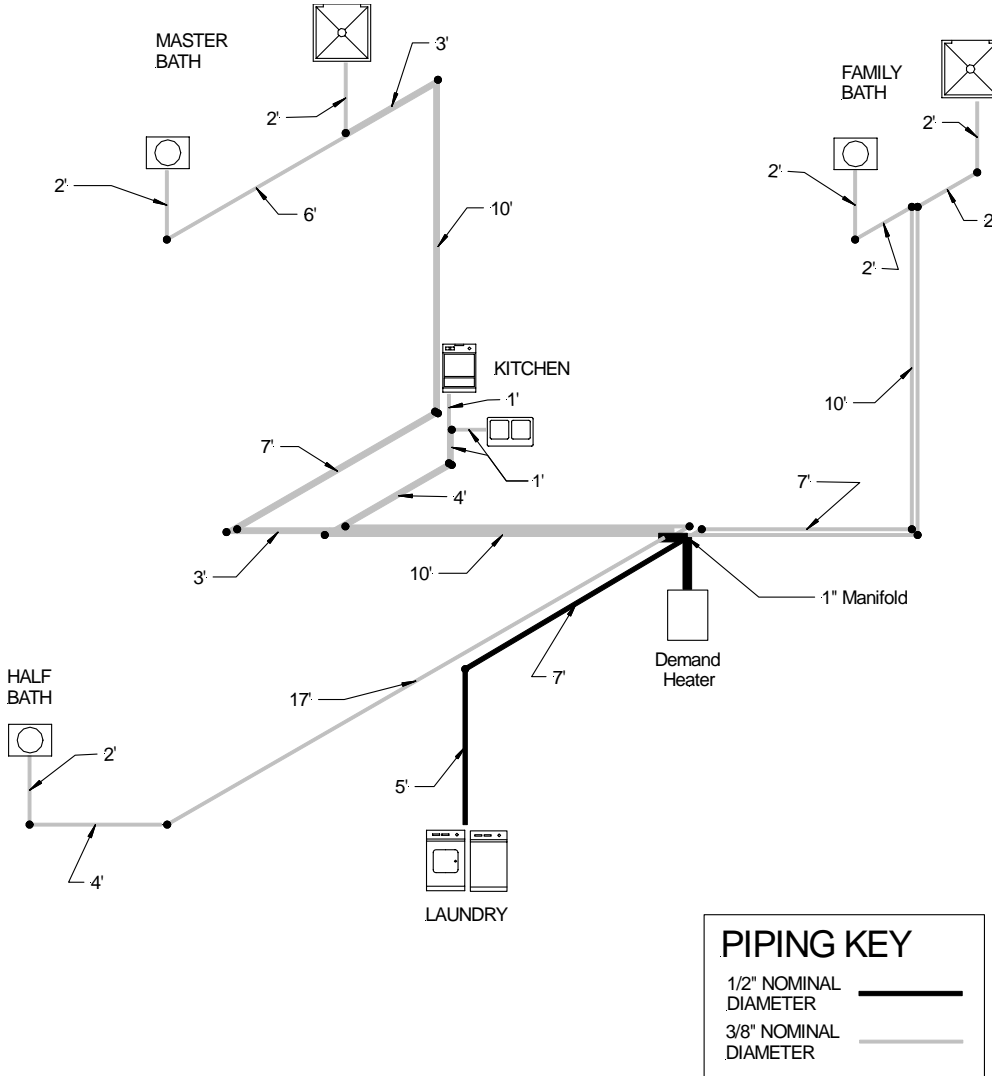 MASTER
BATH
3'
2'
2'
6'
10'
FAMILY
BATH
2'
2'
2
2'
10'
KITCHEN
1'
1'
7'
4'
3'
10'
7'
1" Manifold
Demand
Heater
7'
17'
5'
HALF
BATH
2'
4'
LAUNDRY
PIPING KEY
1/2" NOMINAL
DIAMETER
3/8" NOMINAL
DIAMETER